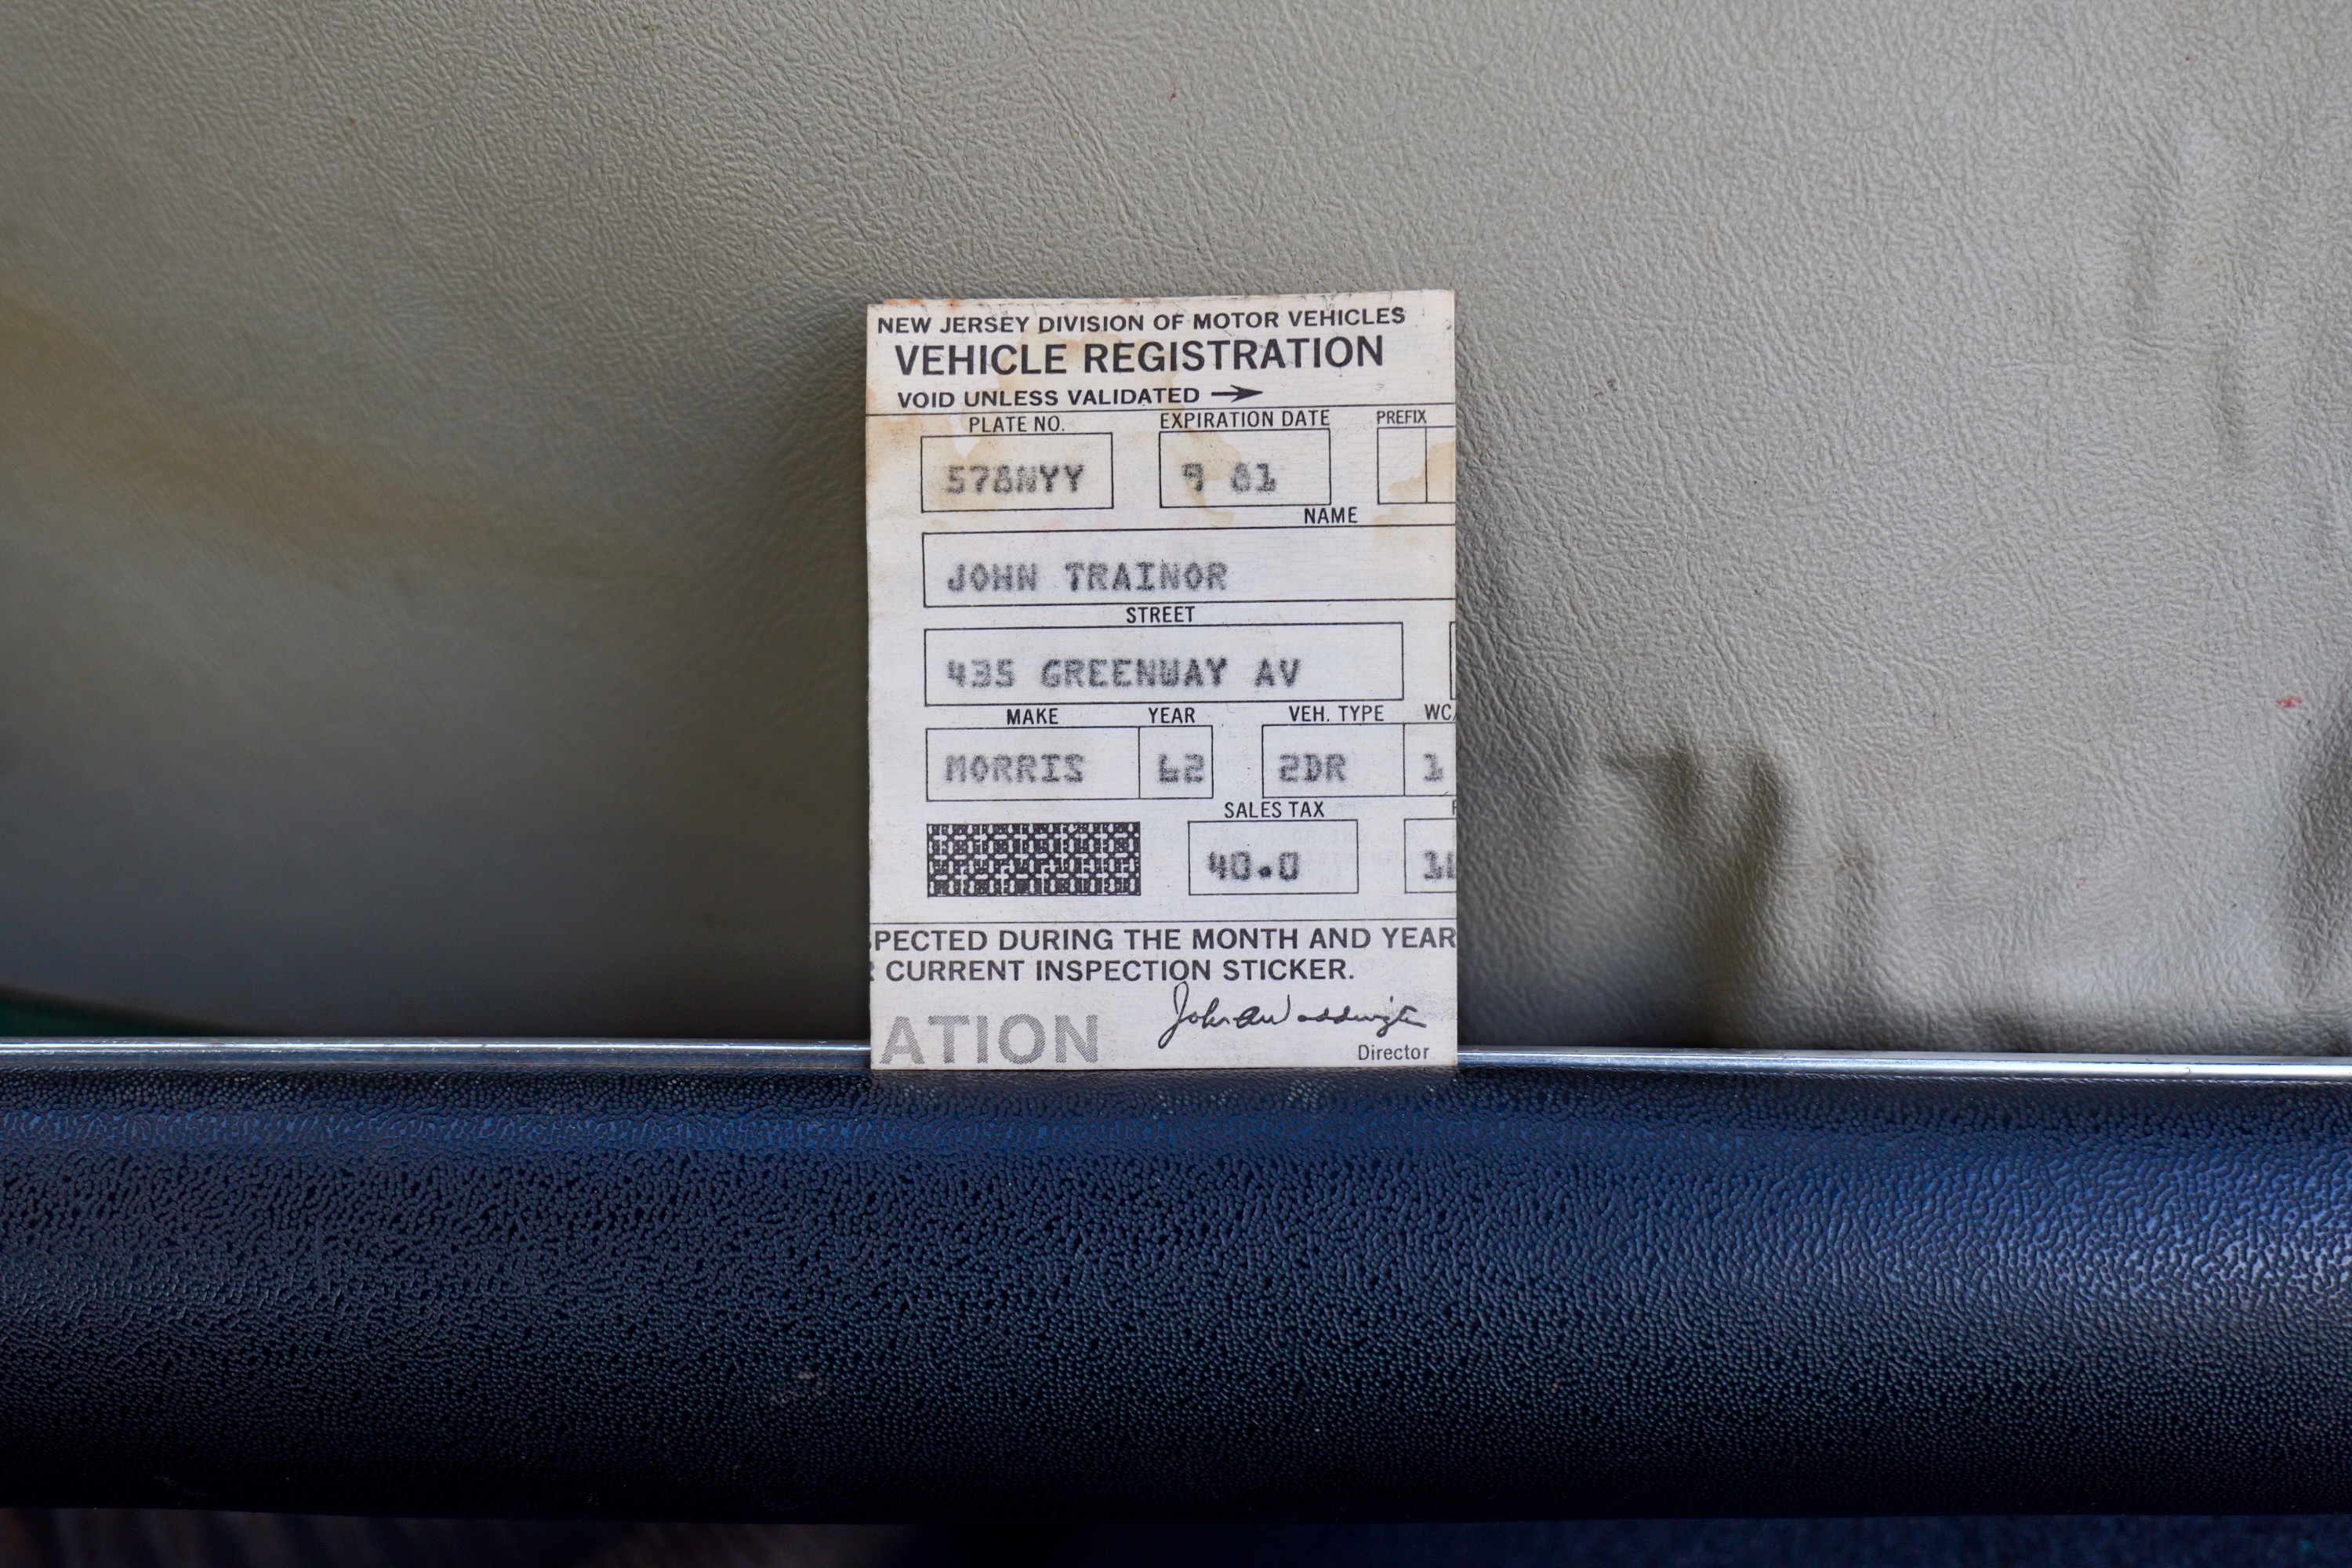 NEW JERSEY DIVISION OF MOTOR VEHICLES
VEHICLE REGISTRATION
VOID UNLESS VALIDATED →
PLATE NO. EXPIRATION DATE PREFIX
578NYY 9 81
NAME
JOHN TRAINOR
STREET
435 GREENWAY AV
MAKE YEAR VEH. TYPE WC
MORRIS 62 2DR 1
SALES TAX
40.0
PECTED DURING THE MONTH AND YEAR
CURRENT INSPECTION STICKER.
ATION
Director